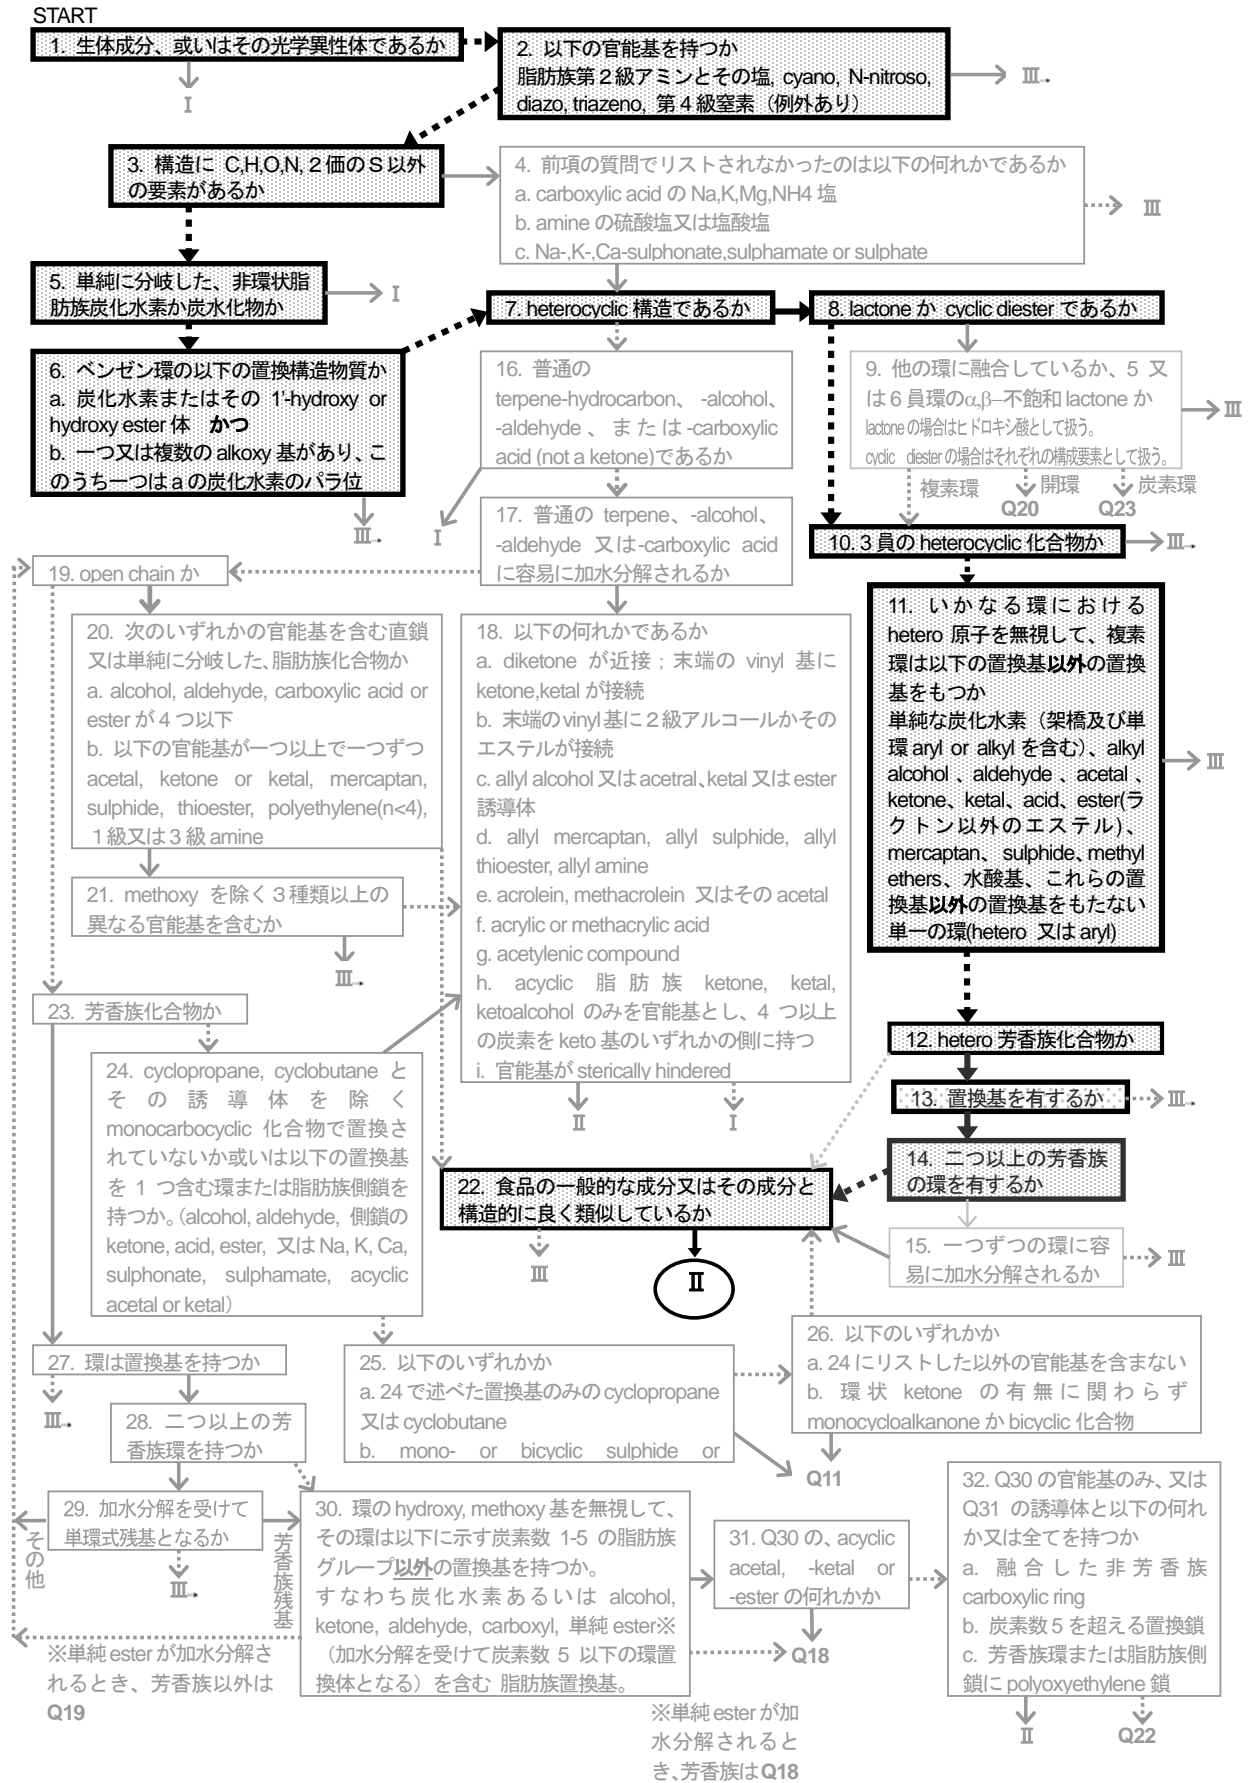 START
1. 生体成分、或いはその光学異性体であるか
I
2. 以下の官能基を持つか
脂肪族第２級アミンとその塩, cyano, N-nitroso,
diazo, triazeno, 第４級窒素（例外あり）
Ⅲ
3. 構造に C,H,O,N,２価のＳ以外
の要素があるか
4. 前項の質問でリストされなかったのは以下の何れかであるか
a. carboxylic acid の Na,K,Mg,NH4 塩
b. amine の硫酸塩又は塩酸塩
c. Na-,K-,Ca-sulphonate,sulphamate or sulphate
Ⅲ
5. 単純に分岐した、非環状脂
肪族炭化水素か炭水化物か
I
6. ベンゼン環の以下の置換構造物質か
a. 炭化水素またはその 1'-hydroxy or
hydroxy ester 体 かつ
b. 一つ又は複数の alkoxy 基があり、こ
のうち一つはａの炭化水素のパラ位
Ⅲ
7. heterocyclic 構造であるか
8. lactone か cyclic diester であるか
9. 他の環に融合しているか、5 又
は 6 員環のα,β–不飽和 lactone か
lactone の場合はヒドロキシ酸として扱う。
cyclic diester の場合はそれぞれの構成要素として扱う。
Ⅲ
複素環
開環
Q20
炭素環
Q23
10. 3 員の heterocyclic 化合物か
Ⅲ
11. いかなる環における
hetero 原子を無視して、複素
環は以下の置換基以外の置換
基をもつか
単純な炭化水素（架橋及び単
環 aryl or alkyl を含む）、alkyl
alcohol 、aldehyde 、acetal 、
ketone、ketal、acid、ester(ラ
クトン以外のエステル)、
mercaptan、 sulphide、methyl
ethers、水酸基、これらの置
換基以外の置換基をもたない
単一の環(hetero 又は aryl)
Ⅲ
12. hetero 芳香族化合物か
13. 置換基を有するか
Ⅲ
14. 二つ以上の芳香族
の環を有するか
15. 一つずつの環に容
易に加水分解されるか
Ⅲ
16. 普通の
terpene-hydrocarbon、-alcohol、
-aldehyde 、または-carboxylic
acid (not a ketone)であるか
I
17. 普通の terpene、-alcohol、
-aldehyde 又は-carboxylic acid
に容易に加水分解されるか
18. 以下の何れかであるか
a. diketone が近接；末端の vinyl 基に
ketone,ketal が接続
b. 末端の vinyl 基に２級アルコールかその
エステルが接続
c. allyl alcohol 又は acetral、ketal 又は ester
誘導体
d. allyl mercaptan, allyl sulphide, allyl
thioester, allyl amine
e. acrolein, methacrolein 又はその acetal
f. acrylic or methacrylic acid
g. acetylenic compound
h. acyclic 脂肪族 ketone, ketal,
ketoalcohol のみを官能基とし、4 つ以上
の炭素を keto 基のいずれかの側に持つ
i. 官能基が sterically hindered
Ⅱ
I
19. open chain か
20. 次のいずれかの官能基を含む直鎖
又は単純に分岐した、脂肪族化合物か
a. alcohol, aldehyde, carboxylic acid or
ester が 4 つ以下
b. 以下の官能基が一つ以上で一つずつ
acetal, ketone or ketal, mercaptan,
sulphide, thioester, polyethylene(n<4),
１級又は３級 amine
21. methoxy を除く３種類以上の
異なる官能基を含むか
Ⅲ
22. 食品の一般的な成分又はその成分と
構造的に良く類似しているか
Ⅲ
Ⅱ
23. 芳香族化合物か
24. cyclopropane, cyclobutane と
その誘導体を除く
monocarbocyclic 化合物で置換さ
れていないか或いは以下の置換基
を 1 つ含む環または脂肪族側鎖を
持つか。(alcohol, aldehyde, 側鎖の
ketone, acid, ester, 又は Na, K, Ca,
sulphonate, sulphamate, acyclic
acetal or ketal）
25. 以下のいずれかか
a. 24 で述べた置換基のみの cyclopropane
又は cyclobutane
b. mono- or bicyclic sulphide or
26. 以下のいずれかか
a. 24 にリストした以外の官能基を含まない
b. 環状 ketone の有無に関わらず
monocycloalkanone か bicyclic 化合物
Q11
27. 環は置換基を持つか
Ⅲ
28. 二つ以上の芳
香族環を持つか
29. 加水分解を受けて
単環式残基となるか
その他
芳香族残基
Ⅲ
30. 環の hydroxy, methoxy 基を無視して、
その環は以下に示す炭素数 1-5 の脂肪族
グループ以外の置換基を持つか。
すなわち炭化水素あるいは alcohol,
ketone, aldehyde, carboxyl, 単純 ester※
（加水分解を受けて炭素数 5 以下の環置
換体となる）を含む 脂肪族置換基。
31. Q30 の、acyclic
acetal, -ketal or
-ester の何れかか
Q18
32. Q30 の官能基のみ、又は
Q31 の誘導体と以下の何れ
か又は全てを持つか
a. 融合した非芳香族
carboxylic ring
b. 炭素数 5 を超える置換鎖
c. 芳香族環または脂肪族側
鎖に polyoxyethylene 鎖
Ⅱ
Q22
※単純 ester が加水分解さ
れるとき、芳香族以外は
Q19
※単純 ester が加
水分解されると
き、芳香族は Q18